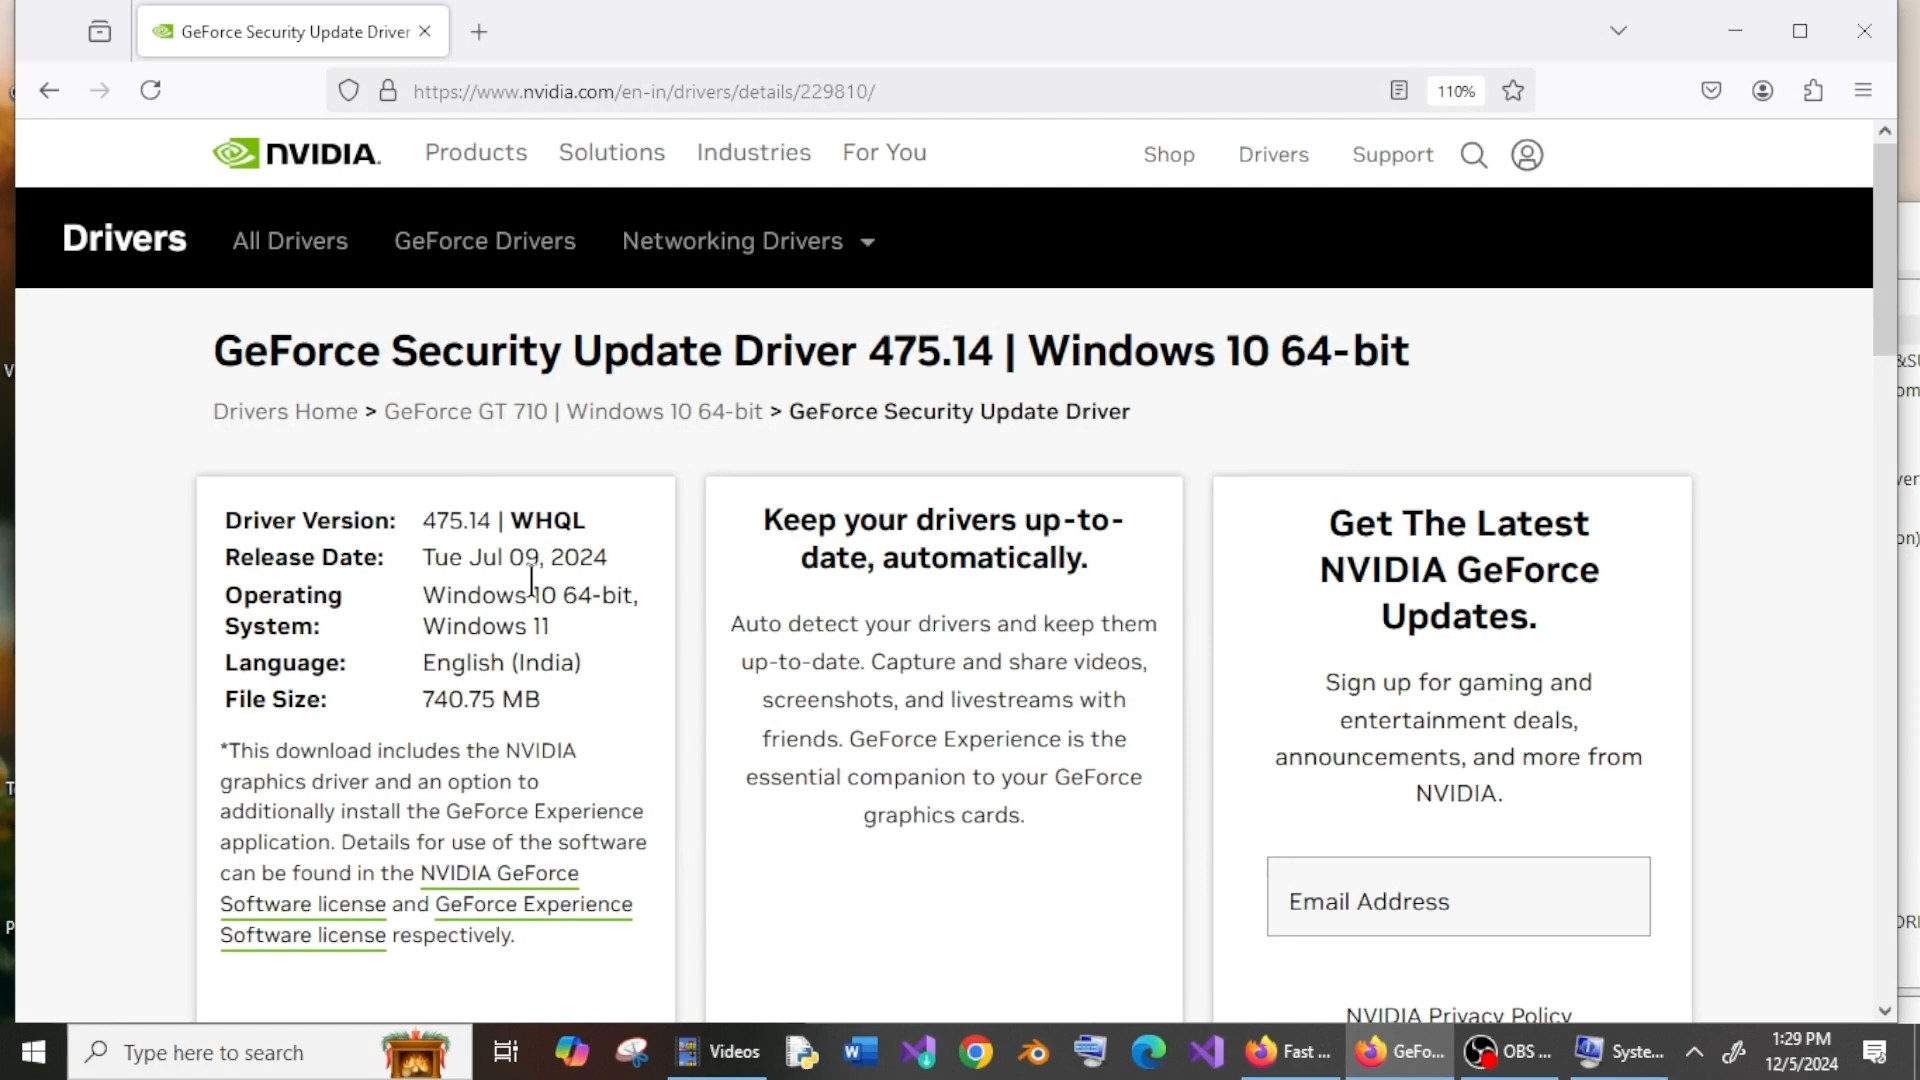 GeForce Security Update Driver
https://www.nvidia.com/en-in/drivers/details/229810/
110%
NVIDIA.
Products Solutions Industries For You
Shop Drivers Support
Drivers All Drivers GeForce Drivers Networking Drivers
GeForce Security Update Driver 475.14 | Windows 10 64-bit
Drivers Home > GeForce GT 710 | Windows 10 64-bit > GeForce Security Update Driver
Driver Version: 475.14 | WHQL
Release Date: Tue Jul 09, 2024
Operating System: Windows 10 64-bit,
Windows 11
Language: English (India)
File Size: 740.75 MB
*This download includes the NVIDIA
graphics driver and an option to
additionally install the GeForce Experience
application. Details for use of the software
can be found in the NVIDIA GeForce
Software license and GeForce Experience
Software license respectively.
Keep your drivers up-to-
date, automatically.
Auto detect your drivers and keep them
up-to-date. Capture and share videos,
screenshots, and livestreams with
friends. GeForce Experience is the
essential companion to your GeForce
graphics cards.
Get The Latest
NVIDIA GeForce
Updates.
Sign up for gaming and
entertainment deals,
announcements, and more from
NVIDIA.
Email Address
NVIDIA Privacy Policy
Type here to search
Videos
Fast ...
GeFo...
OBS ...
Syste...
1:29 PM
12/5/2024